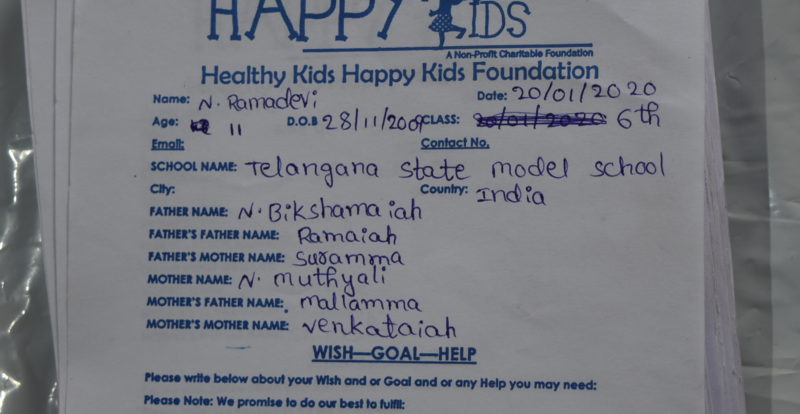 HAPPY KIDS
A Non-Profit Charitable Foundation
Healthy Kids Happy Kids Foundation
Name: N. Ramadevi Date: 20/01/2020
Age: 11 D.O.B 28/11/2009 CLASS: 20/01/2020 6th
Email: Contact No.
SCHOOL NAME: Telangana state model school
City: Country: India
FATHER NAME: N. Bikshamaiah
FATHER'S FATHER NAME: Ramaiah
FATHER'S MOTHER NAME: Suramma
MOTHER NAME: N. muthyali
MOTHER'S FATHER NAME: mallamma
MOTHER'S MOTHER NAME: venkataiah
WISH—GOAL—HELP
Please write below about your Wish and or Goal and or any Help you may need:
Please Note: We promise to do our best to fulfil: